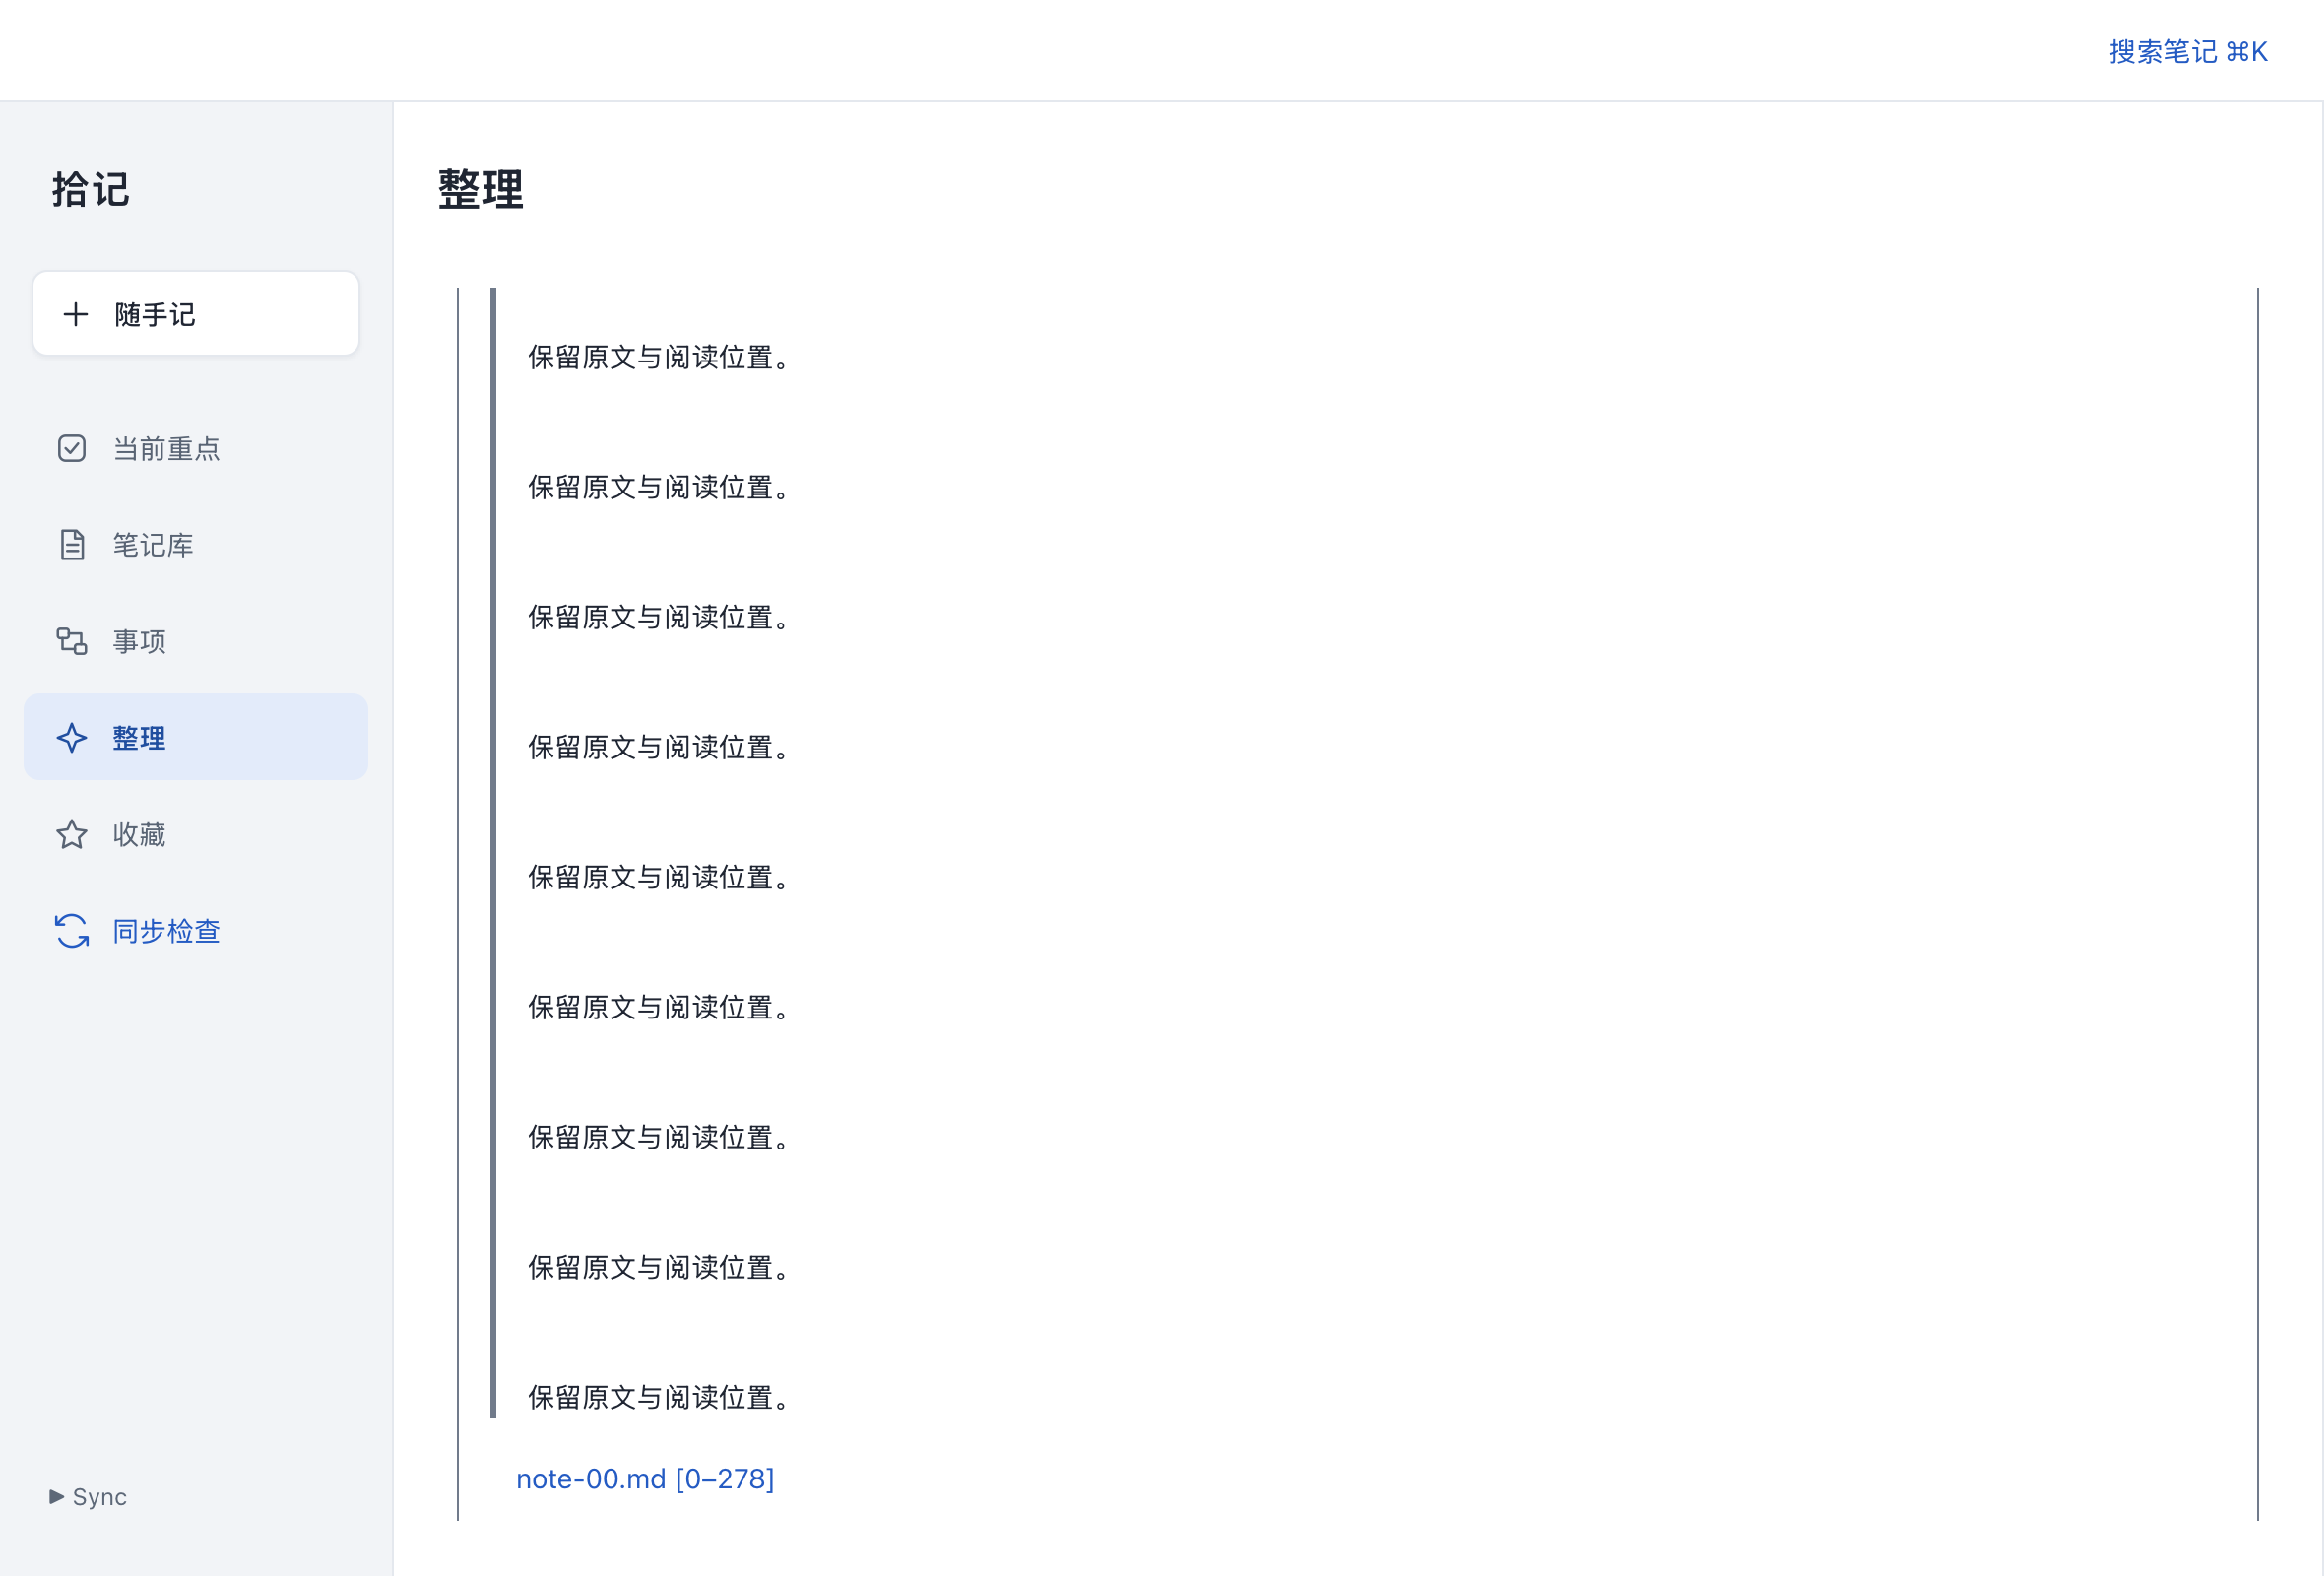 搜索笔记 ⌘K
拾记
随手记
当前重点
笔记库
事项
整理
收藏
同步检查
Sync
整理
保留原文与阅读位置。
保留原文与阅读位置。
保留原文与阅读位置。
保留原文与阅读位置。
保留原文与阅读位置。
保留原文与阅读位置。
保留原文与阅读位置。
保留原文与阅读位置。
保留原文与阅读位置。
note-00.md [0–278]